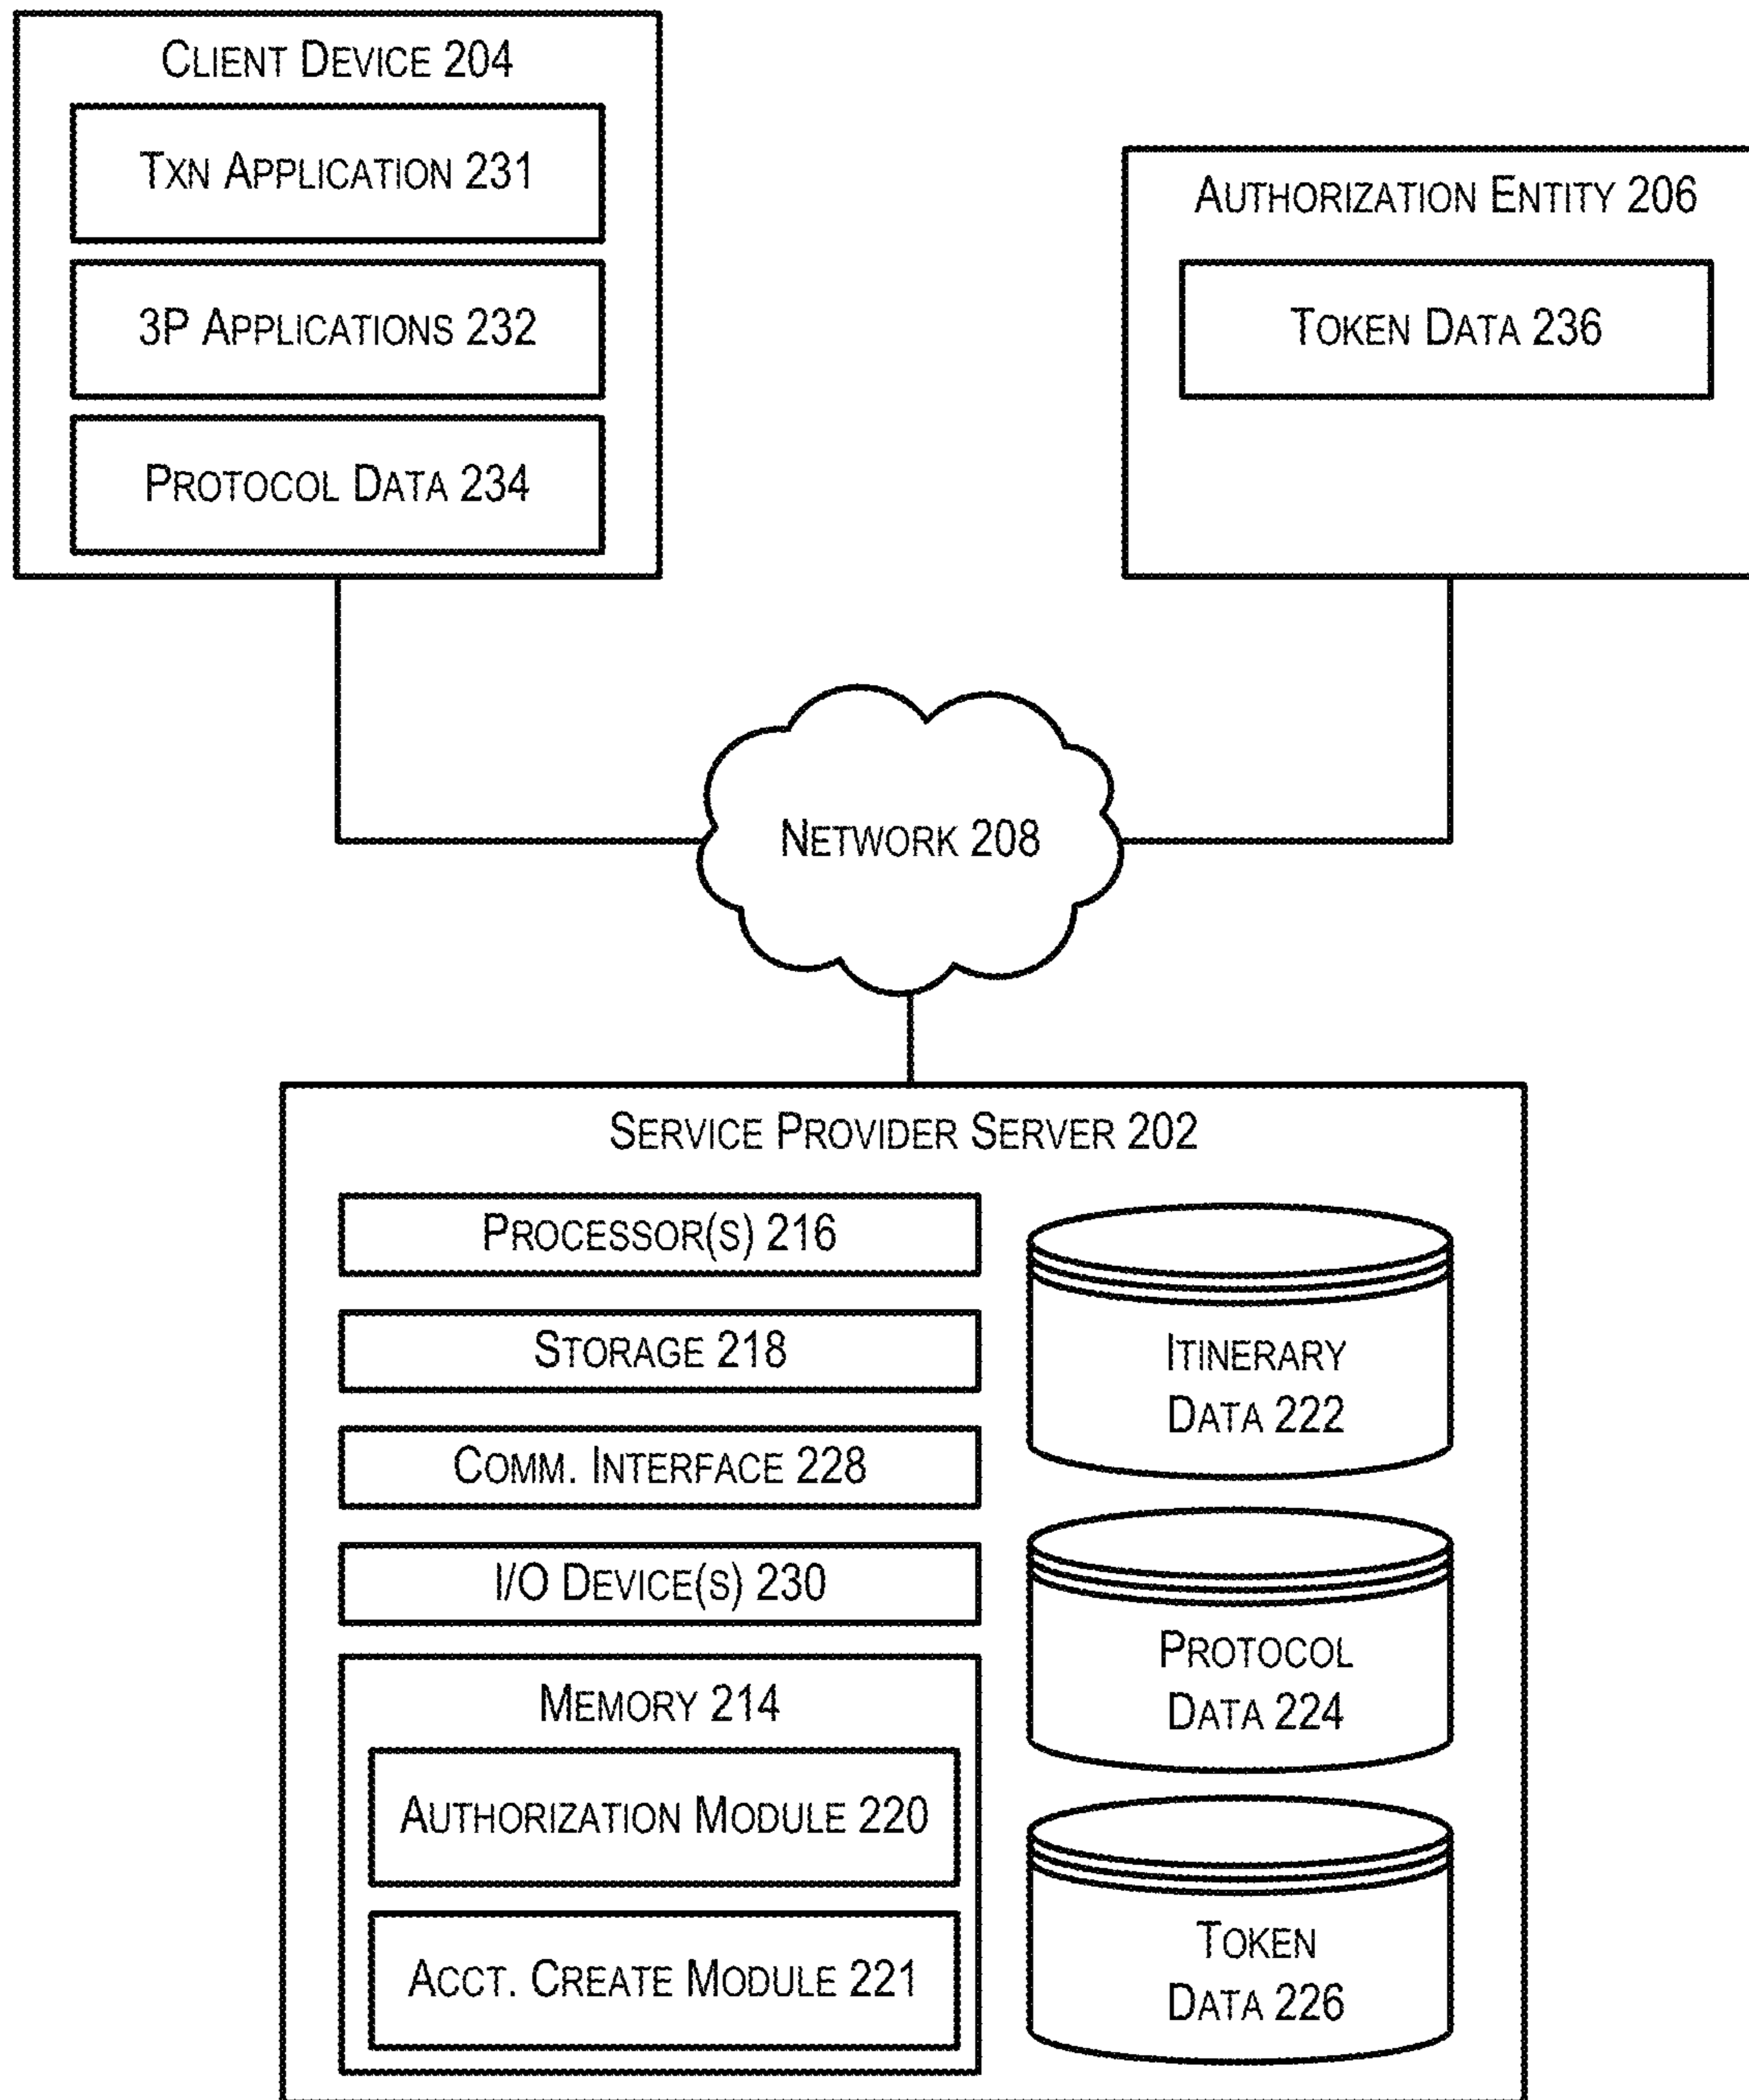 CLIENT DEVICE 204
TXN APPLICATION 231
3P APPLICATIONS 232
PROTOCOL DATA 234
AUTHORIZATION ENTITY 206
TOKEN DATA 236
NETWORK 208
SERVICE PROVIDER SERVER 202
PROCESSOR(S) 216
STORAGE 218
COMM. INTERFACE 228
I/O DEVICE(S) 230
MEMORY 214
AUTHORIZATION MODULE 220
ACCT. CREATE MODULE 221
ITINERARY
DATA 222
PROTOCOL
DATA 224
TOKEN
DATA 226